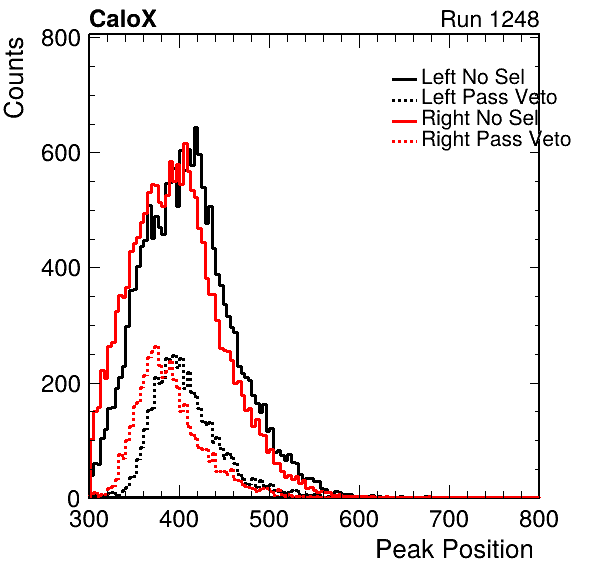 CaloX Run 1248
Counts
800
600
400
200
0
Left No Sel
Left Pass Veto
Right No Sel
Right Pass Veto
300 400 500 600 700 800
Peak Position